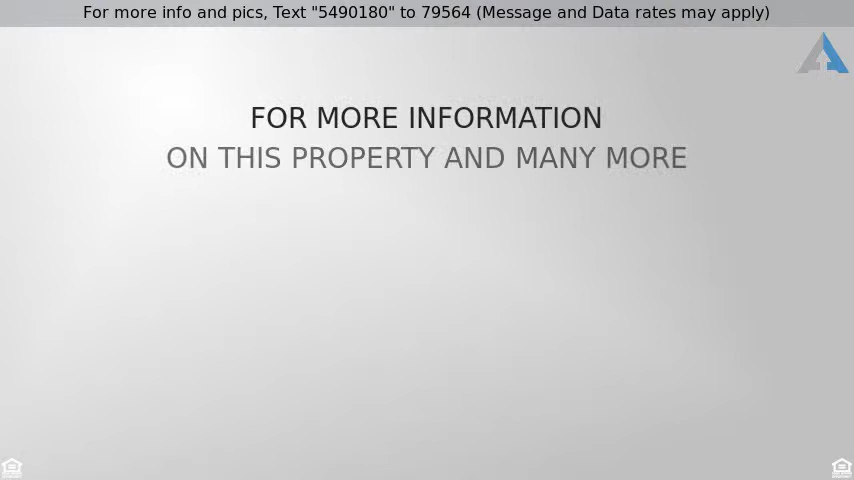 For more info and pics, Text "5490180" to 79564 (Message and Data rates may apply)
FOR MORE INFORMATION
ON THIS PROPERTY AND MANY MORE